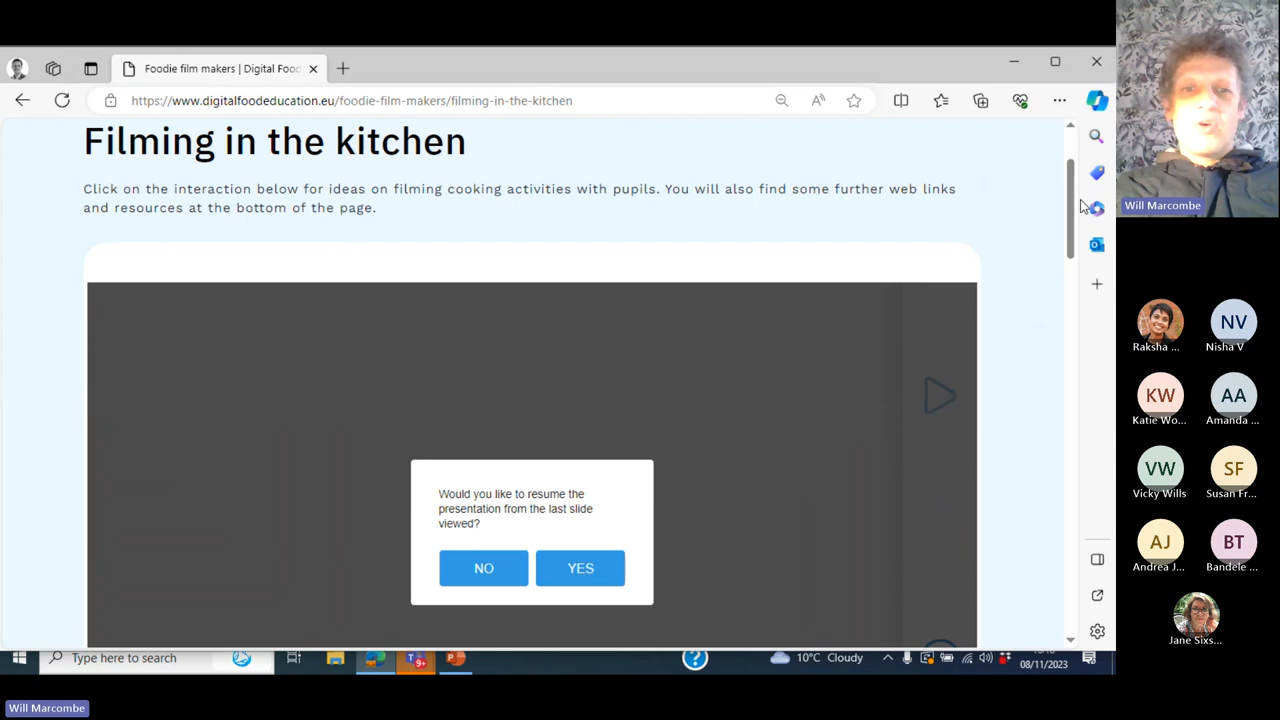 Foodie film makers | Digital Food
https://www.digitalfoodeducation.eu/foodie-film-makers/filming-in-the-kitchen
Filming in the kitchen
Click on the interaction below for ideas on filming cooking activities with pupils. You will also find some further web links
and resources at the bottom of the page.
Would you like to resume the
presentation from the last slide
viewed?
NO YES
Type here to search
9+
10°C Cloudy
08/11/2023
Will Marcombe
Raksha ...
NV
Nisha V
KW
Katie Wo...
AA
Amanda ...
VW
Vicky Wills
SF
Susan Fr...
AJ
Andrea J...
BT
Bandele ...
Jane Sixs...
Will Marcombe